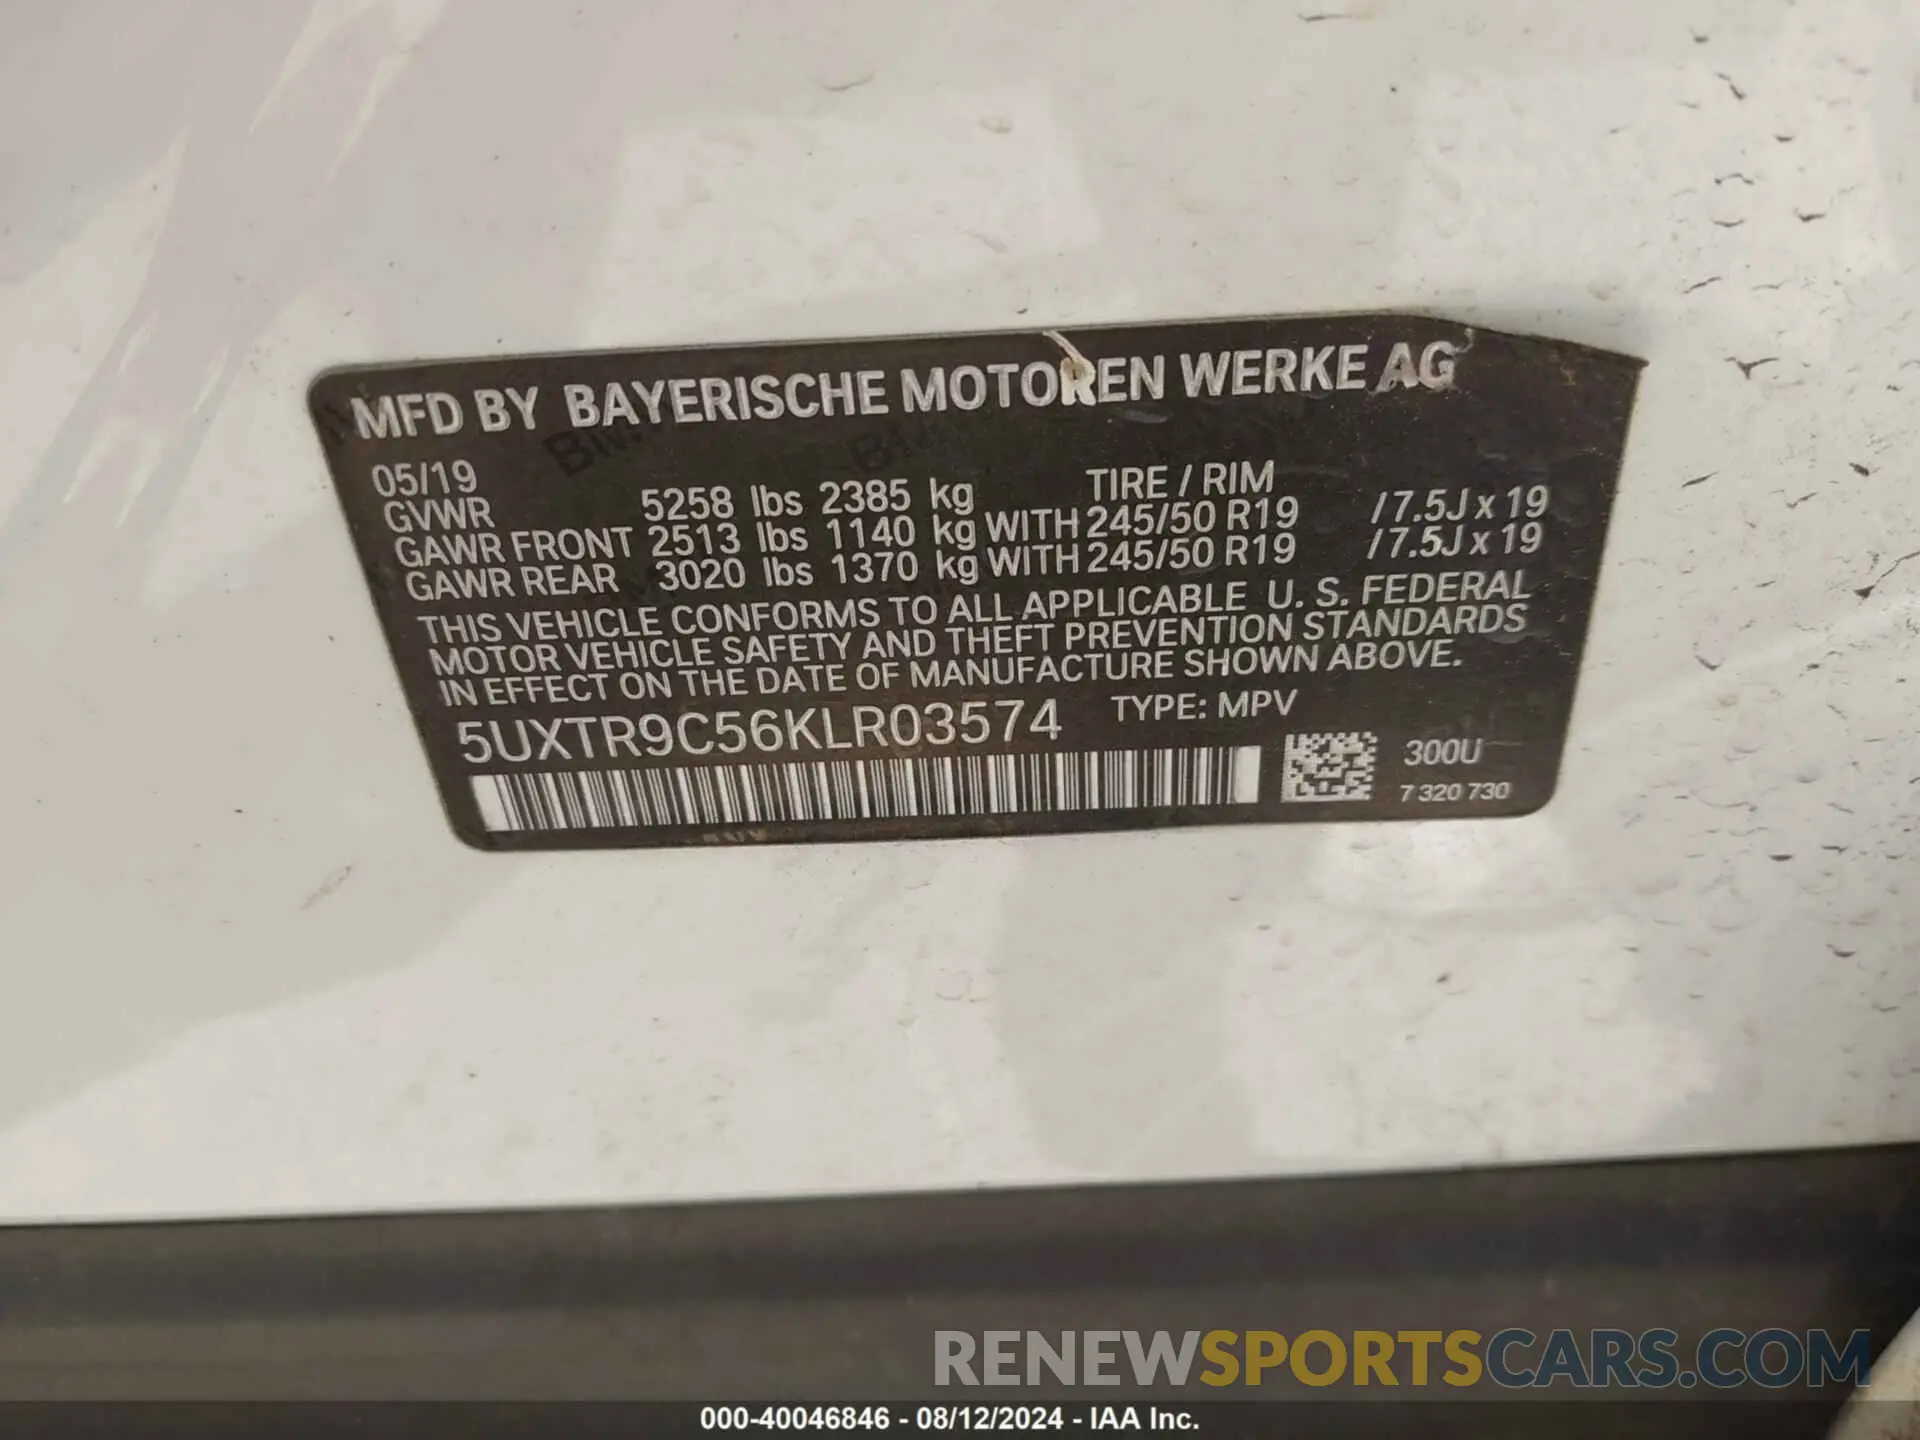 MFD BY BAYERISCHE MOTOREN WERKE AG
05/19 TIRE / RIM
GVWR 5258 lbs 2385 kg
GAWR FRONT 2513 lbs 1140 kg WITH 245/50 R19 / 7.5J x 19
GAWR REAR 3020 lbs 1370 kg WITH 245/50 R19 / 7.5J x 19
THIS VEHICLE CONFORMS TO ALL APPLICABLE U. S. FEDERAL
MOTOR VEHICLE SAFETY AND THEFT PREVENTION STANDARDS
IN EFFECT ON THE DATE OF MANUFACTURE SHOWN ABOVE.
5UXTR9C56KLR03574 TYPE: MPV
300U
7 320 730
RENEWSPORTSCARS.COM
000-40046846 - 08/12/2024 - IAA Inc.